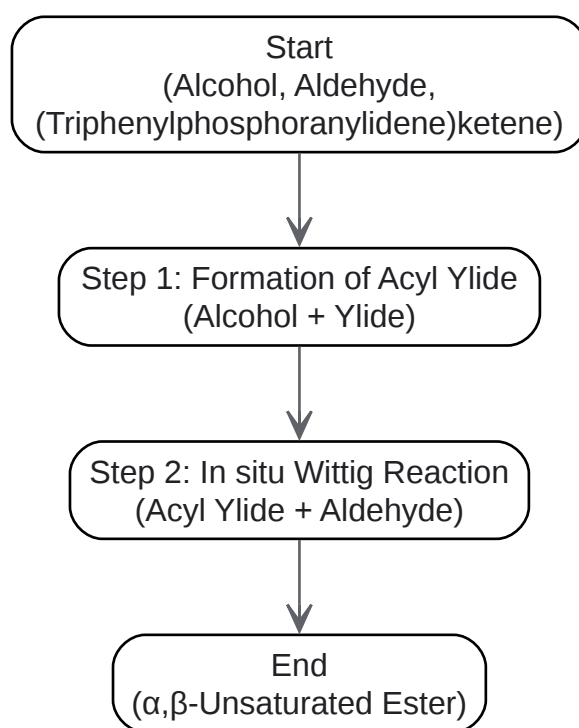 Start
(Alcohol, Aldehyde,
(Triphenylphosphoranylidene)ketene)
Step 1: Formation of Acyl Ylide
(Alcohol + Ylide)
Step 2: In situ Wittig Reaction
(Acyl Ylide + Aldehyde)
End
(α,β-Unsaturated Ester)